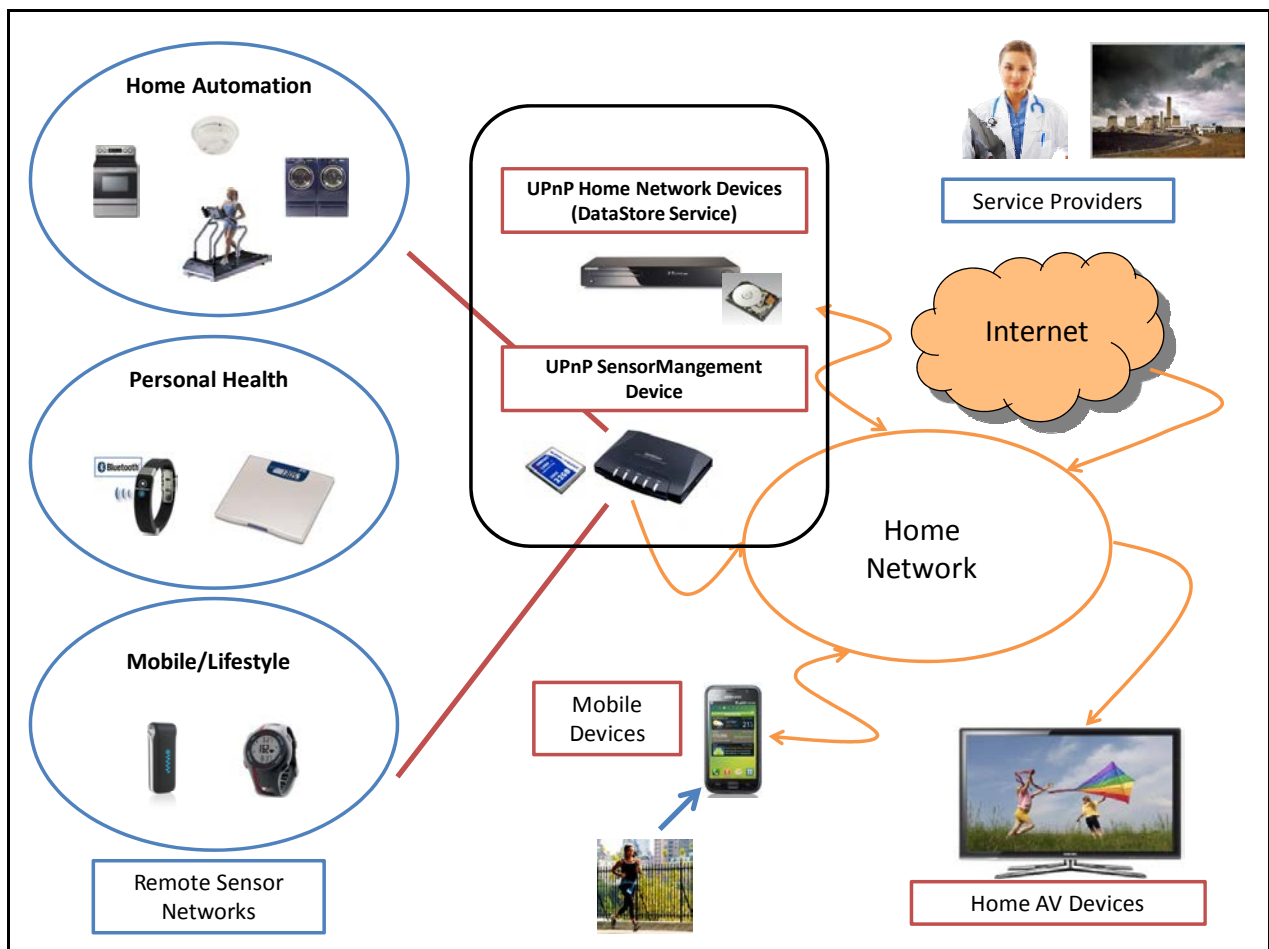 Home Automation
UPnP Home Network Devices
(DataStore Service)
Service Providers
Internet
UPnP SensorMangement
Device
Personal Health
Bluetooth
Home
Network
Mobile/Lifestyle
Mobile
Devices
Remote Sensor
Networks
Home AV Devices